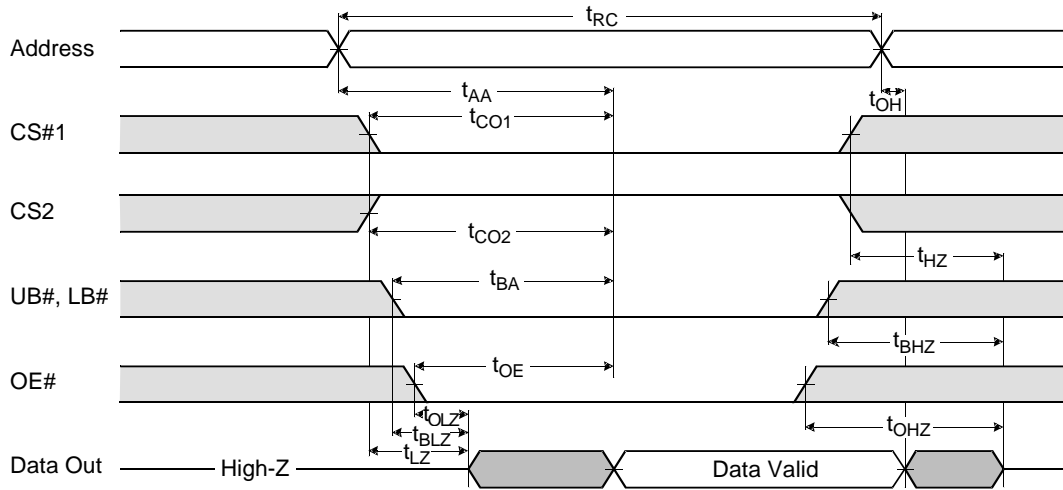 tRC
Address
tAA
tOH
tCO1
CS#1
CS2
tCO2
tHZ
tBA
UB#, LB#
tBHZ
tOE
OE#
tOLZ
tOHZ
tBLZ
tLZ
Data Out
High-Z
Data Valid